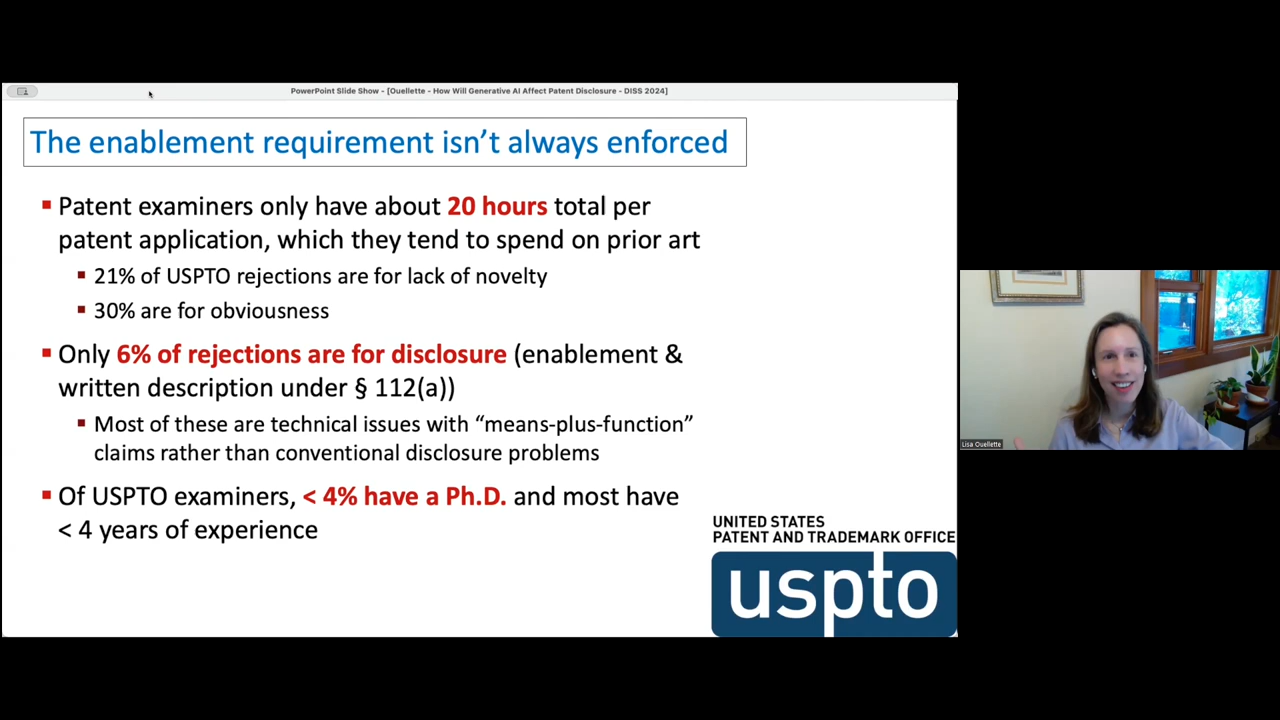 PowerPoint Slide Show - [Ouellette - How Will Generative AI Affect Patent Disclosure - DISS 2024]
The enablement requirement isn’t always enforced
▪ Patent examiners only have about 20 hours total per
patent application, which they tend to spend on prior art
▪ 21% of USPTO rejections are for lack of novelty
▪ 30% are for obviousness
▪ Only 6% of rejections are for disclosure (enablement &
written description under § 112(a))
▪ Most of these are technical issues with “means-plus-function”
claims rather than conventional disclosure problems
▪ Of USPTO examiners, < 4% have a Ph.D. and most have
< 4 years of experience
UNITED STATES
PATENT AND TRADEMARK OFFICE
uspto
Lisa Ouellette